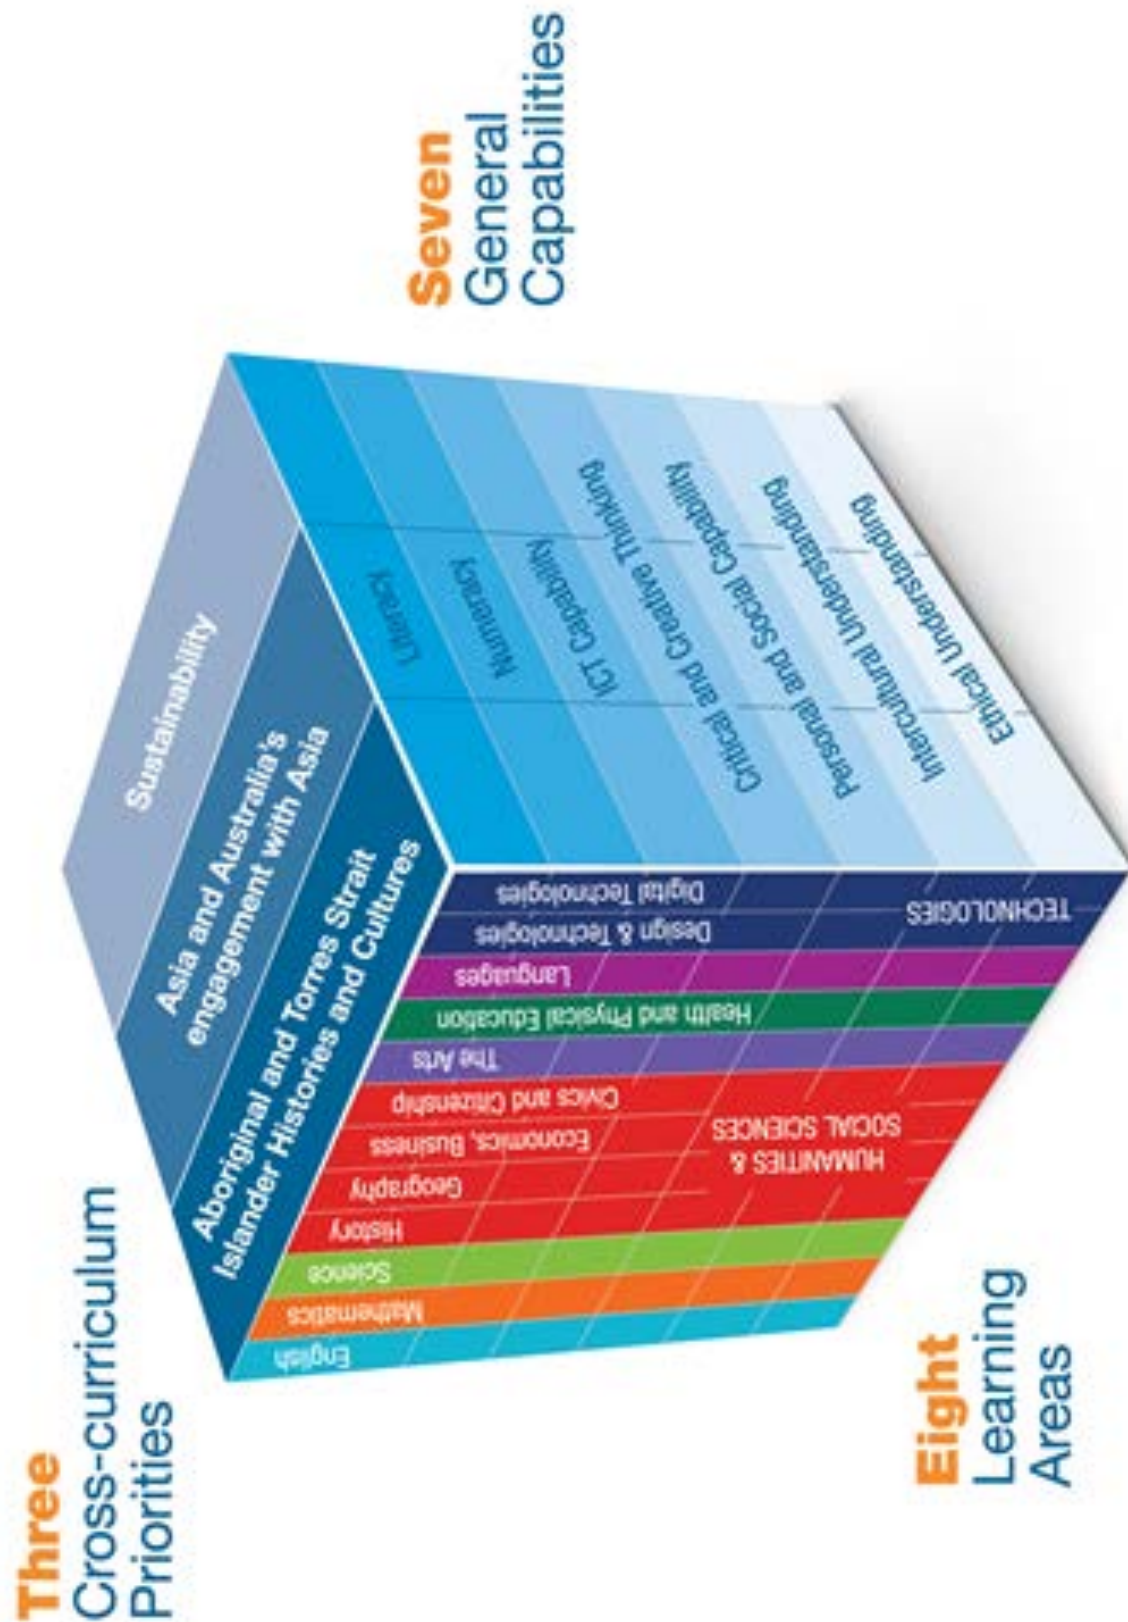 Three
Cross-curriculum
Priorities
Sustainability
Asia and Australia's
engagement with Asia
Aboriginal and Torres Strait
Islander Histories and Cultures
Seven
General
Capabilities
Literacy
Numeracy
ICT Capability
Critical and Creative Thinking
Personal and Social Capability
Intercultural Understanding
Ethical Understanding
Eight
Learning
Areas
English
Mathematics
Science
History
Geography
Economics, Business
Civics and Citizenship
HUMANITIES &
SOCIAL SCIENCES
The Arts
Health and Physical Education
Languages
Design & Technologies
Digital Technologies
TECHNOLOGIES